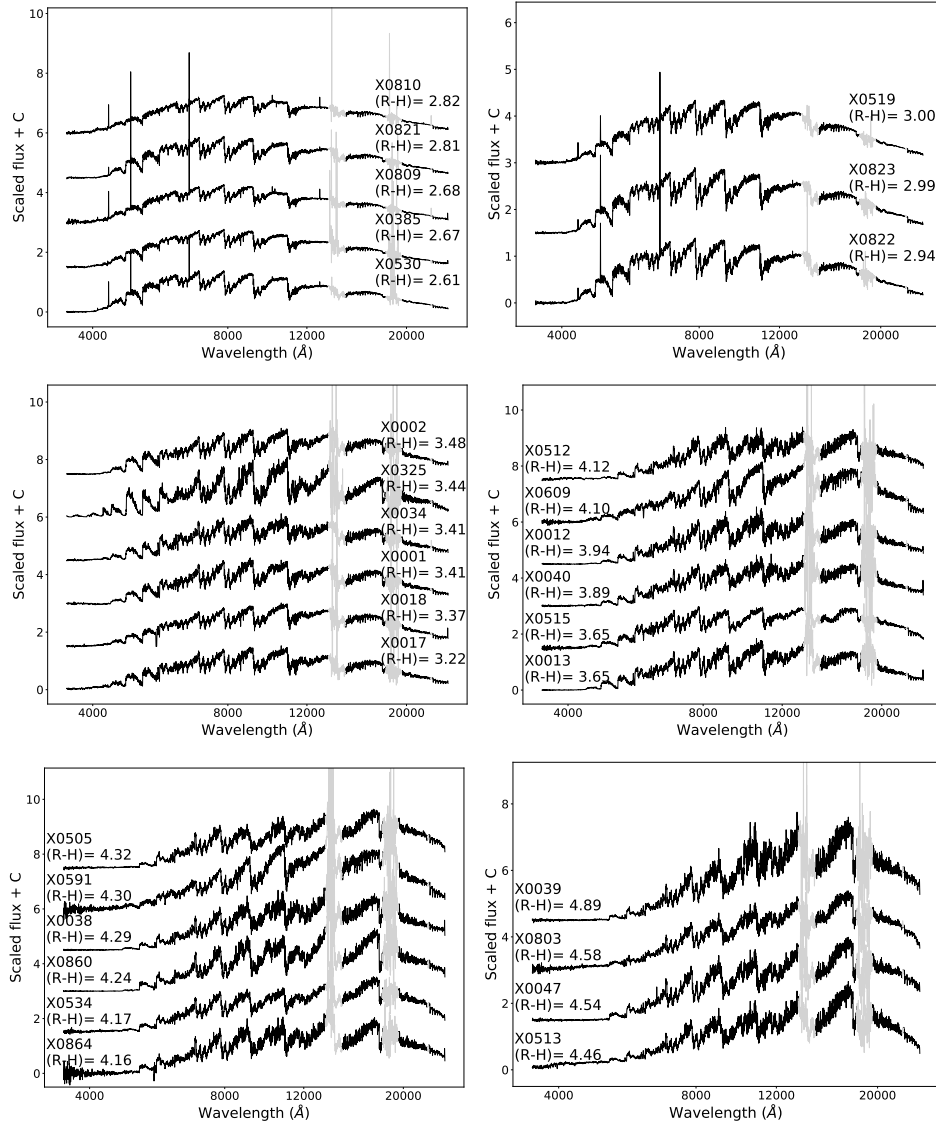 10
8
6
4
2
0
Scaled flux + C
X0810
(R-H)= 2.82
X0821
(R-H)= 2.81
X0809
(R-H)= 2.68
X0385
(R-H)= 2.67
X0530
(R-H)= 2.61
4000
8000
12000
20000
Wavelength (Å)
6
5
4
3
2
1
0
Scaled flux + C
X0519
(R-H)= 3.00
X0823
(R-H)= 2.99
X0822
(R-H)= 2.94
4000
8000
12000
20000
Wavelength (Å)
10
8
6
4
2
0
Scaled flux + C
X0002
(R-H)= 3.48
X0325
(R-H)= 3.44
X0034
(R-H)= 3.41
X0001
(R-H)= 3.41
X0018
(R-H)= 3.37
X0017
(R-H)= 3.22
4000
8000
12000
20000
Wavelength (Å)
10
8
6
4
2
0
Scaled flux + C
X0512
(R-H)= 4.12
X0609
(R-H)= 4.10
X0012
(R-H)= 3.94
X0040
(R-H)= 3.89
X0515
(R-H)= 3.65
X0013
(R-H)= 3.65
4000
8000
12000
20000
Wavelength (Å)
10
8
6
4
2
0
Scaled flux + C
X0505
(R-H)= 4.32
X0591
(R-H)= 4.30
X0038
(R-H)= 4.29
X0860
(R-H)= 4.24
X0534
(R-H)= 4.17
X0864
(R-H)= 4.16
4000
8000
12000
20000
Wavelength (Å)
8
6
4
2
0
Scaled flux + C
X0039
(R-H)= 4.89
X0803
(R-H)= 4.58
X0047
(R-H)= 4.54
X0513
(R-H)= 4.46
4000
8000
12000
20000
Wavelength (Å)